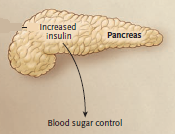 Increased
insulin
Pancreas
Blood sugar control